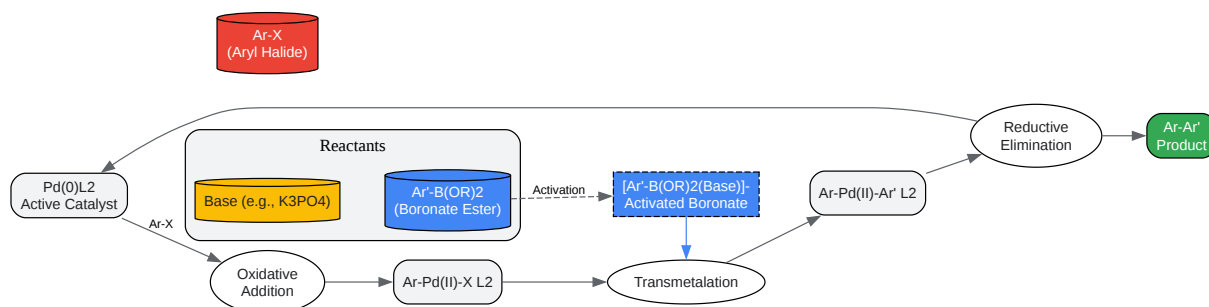 Ar-X
(Aryl Halide)
Reactants
Base (e.g., K3PO4)
Ar'-B(OR)2
(Boronate Ester)
Activation
[Ar'-B(OR)2(Base)]-
Activated Boronate
Pd(0)L2
Active Catalyst
Ar-X
Oxidative
Addition
Ar-Pd(II)-X L2
Transmetalation
Ar-Pd(II)-Ar' L2
Reductive
Elimination
Ar-Ar'
Product